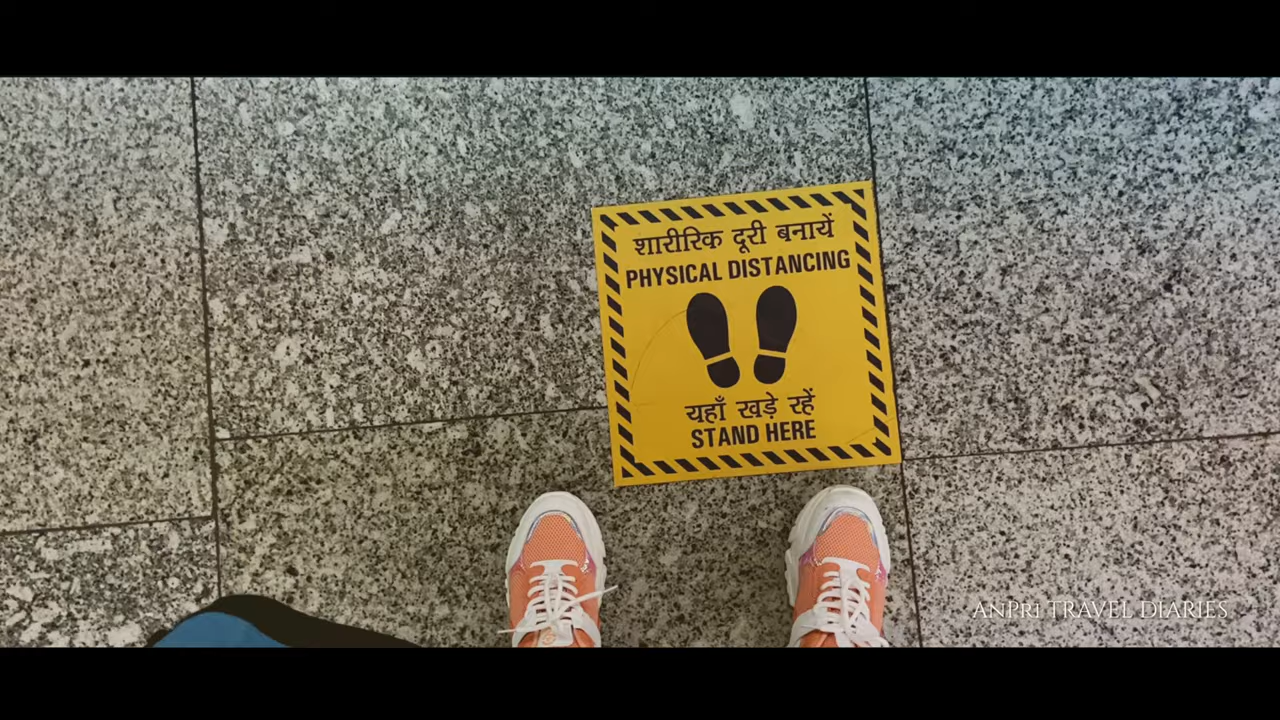 शारीरिक दूरी बनायें
PHYSICAL DISTANCING
यहाँ खड़े रहें
STAND HERE
ANPRI TRAVEL DIARIES